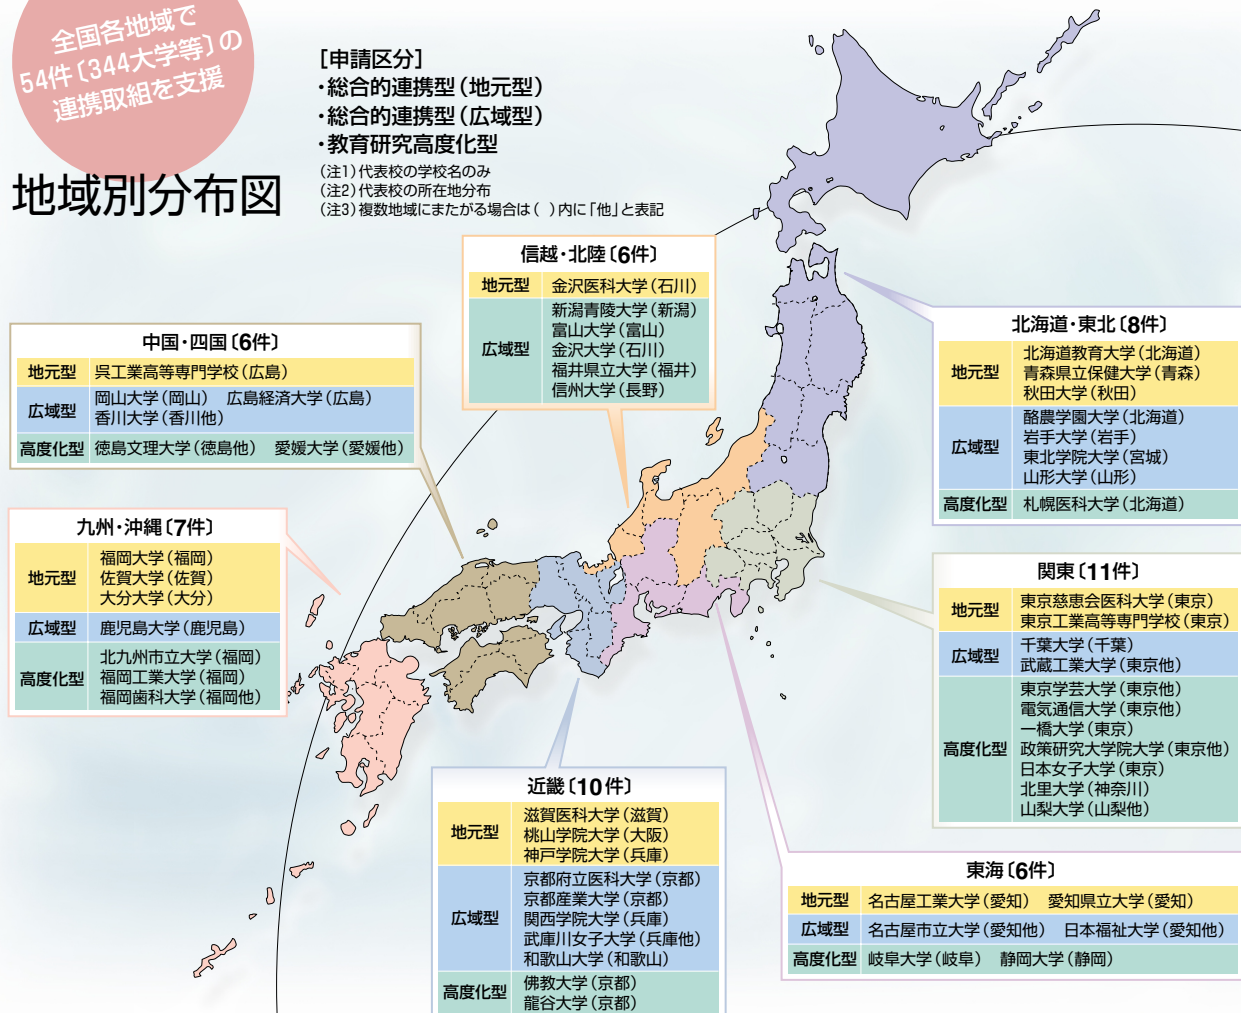 全国各地域で
54件〔344大学等〕の
連携取組を支援
地域別分布図
［申請区分］
・総合的連携型（地元型）
・総合的連携型（広域型）
・教育研究高度化型
（注1）代表校の学校名のみ
（注2）代表校の所在地分布
（注3）複数地域にまたがる場合は（ ）内に「他」と表記
信越・北陸〔6件〕
地元型 金沢医科大学（石川）
広域型
新潟青陵大学（新潟）
富山大学（富山）
金沢大学（石川）
福井県立大学（福井）
信州大学（長野）
中国・四国〔6件〕
地元型 呉工業高等専門学校（広島）
広域型
岡山大学（岡山） 広島経済大学（広島）
香川大学（香川他）
高度化型 徳島文理大学（徳島他） 愛媛大学（愛媛他）
北海道・東北〔8件〕
地元型
北海道教育大学（北海道）
青森県立保健大学（青森）
秋田大学（秋田）
広域型
酪農学園大学（北海道）
岩手大学（岩手）
東北学院大学（宮城）
山形大学（山形）
高度化型 札幌医科大学（北海道）
九州・沖縄〔7件〕
地元型
福岡大学（福岡）
佐賀大学（佐賀）
大分大学（大分）
広域型 鹿児島大学（鹿児島）
高度化型
北九州市立大学（福岡）
福岡工業大学（福岡）
福岡歯科大学（福岡他）
関東〔11件〕
地元型
東京慈恵会医科大学（東京）
東京工業高等専門学校（東京）
広域型
千葉大学（千葉）
武蔵工業大学（東京他）
高度化型
東京学芸大学（東京他）
電気通信大学（東京他）
一橋大学（東京）
政策研究大学院大学（東京他）
日本女子大学（東京）
北里大学（神奈川）
山梨大学（山梨他）
近畿〔10件〕
地元型
滋賀医科大学（滋賀）
桃山学院大学（大阪）
神戸学院大学（兵庫）
広域型
京都府立医科大学（京都）
京都産業大学（京都）
関西学院大学（兵庫）
武庫川女子大学（兵庫他）
和歌山大学（和歌山）
高度化型
佛教大学（京都）
龍谷大学（京都）
東海〔6件〕
地元型 名古屋工業大学（愛知） 愛知県立大学（愛知）
広域型 名古屋市立大学（愛知他） 日本福祉大学（愛知他）
高度化型 岐阜大学（岐阜） 静岡大学（静岡）